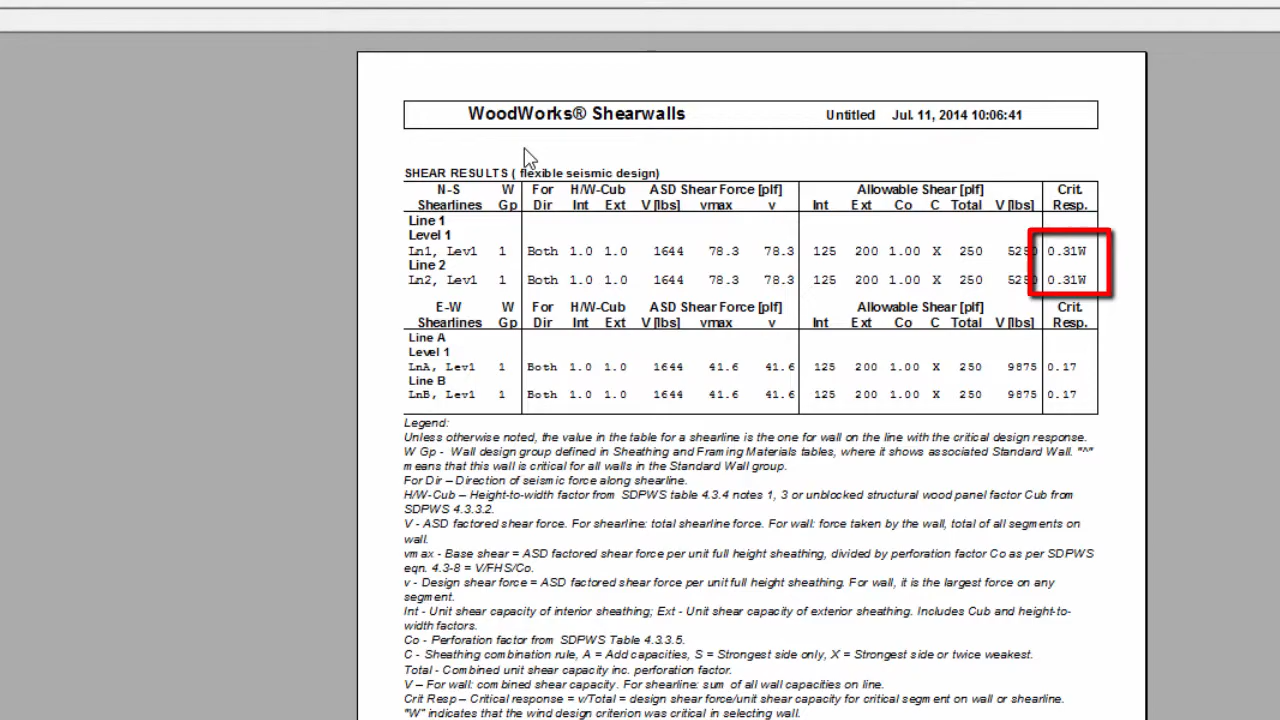 WoodWorks® Shearwalls Untitled Jul. 11, 2014 10:06:41
SHEAR RESULTS ( flexible seismic design)
N-S W For H/W-Cub ASD Shear Force [plf] Allowable Shear [plf] Crit.
Shearlines Gp Dir Int Ext V [lbs] vmax v Int Ext Co C Total V [lbs] Resp.
Line 1
Level 1
Ln1, Lev1 1 Both 1.0 1.0 1644 78.3 78.3 125 200 1.00 X 250 5250 0.31W
Line 2
Ln2, Lev1 1 Both 1.0 1.0 1644 78.3 78.3 125 200 1.00 X 250 5250 0.31W
E-W W For H/W-Cub ASD Shear Force [plf] Allowable Shear [plf] Crit.
Shearlines Gp Dir Int Ext V [lbs] vmax v Int Ext Co C Total V [lbs] Resp.
Line A
Level 1
LnA, Lev1 1 Both 1.0 1.0 1644 41.6 41.6 125 200 1.00 X 250 9875 0.17
Line B
LnB, Lev1 1 Both 1.0 1.0 1644 41.6 41.6 125 200 1.00 X 250 9875 0.17
Legend:
Unless otherwise noted, the value in the table for a shearline is the one for wall on the line with the critical design response.
W Gp - Wall design group defined in Sheathing and Framing Materials tables, where it shows associated Standard Wall. "^"
means that this wall is critical for all walls in the Standard Wall group.
For Dir – Direction of seismic force along shearline.
H/W-Cub – Height-to-width factor from SDPWS table 4.3.4 notes 1, 3 or unblocked structural wood panel factor Cub from
SDPWS 4.3.3.2.
V - ASD factored shear force. For shearline: total shearline force. For wall: force taken by the wall, total of all segments on
wall.
vmax - Base shear = ASD factored shear force per unit full height sheathing, divided by perforation factor Co as per SDPWS
eqn. 4.3-8 = V/FHS/Co.
v - Design shear force = ASD factored shear force per unit full height sheathing. For wall, it is the largest force on any
segment.
Int - Unit shear capacity of interior sheathing; Ext - Unit shear capacity of exterior sheathing. Includes Cub and height-to-
width factors.
Co - Perforation factor from SDPWS Table 4.3.3.5.
C - Sheathing combination rule, A = Add capacities, S = Strongest side only, X = Strongest side or twice weakest.
Total - Combined unit shear capacity inc. perforation factor.
V – For wall: combined shear capacity. For shearline: sum of all wall capacities on line.
Crit Resp – Critical response = v/Total = design shear force/unit shear capacity for critical segment on wall or shearline.
"W" indicates that the wind design criterion was critical in selecting wall.